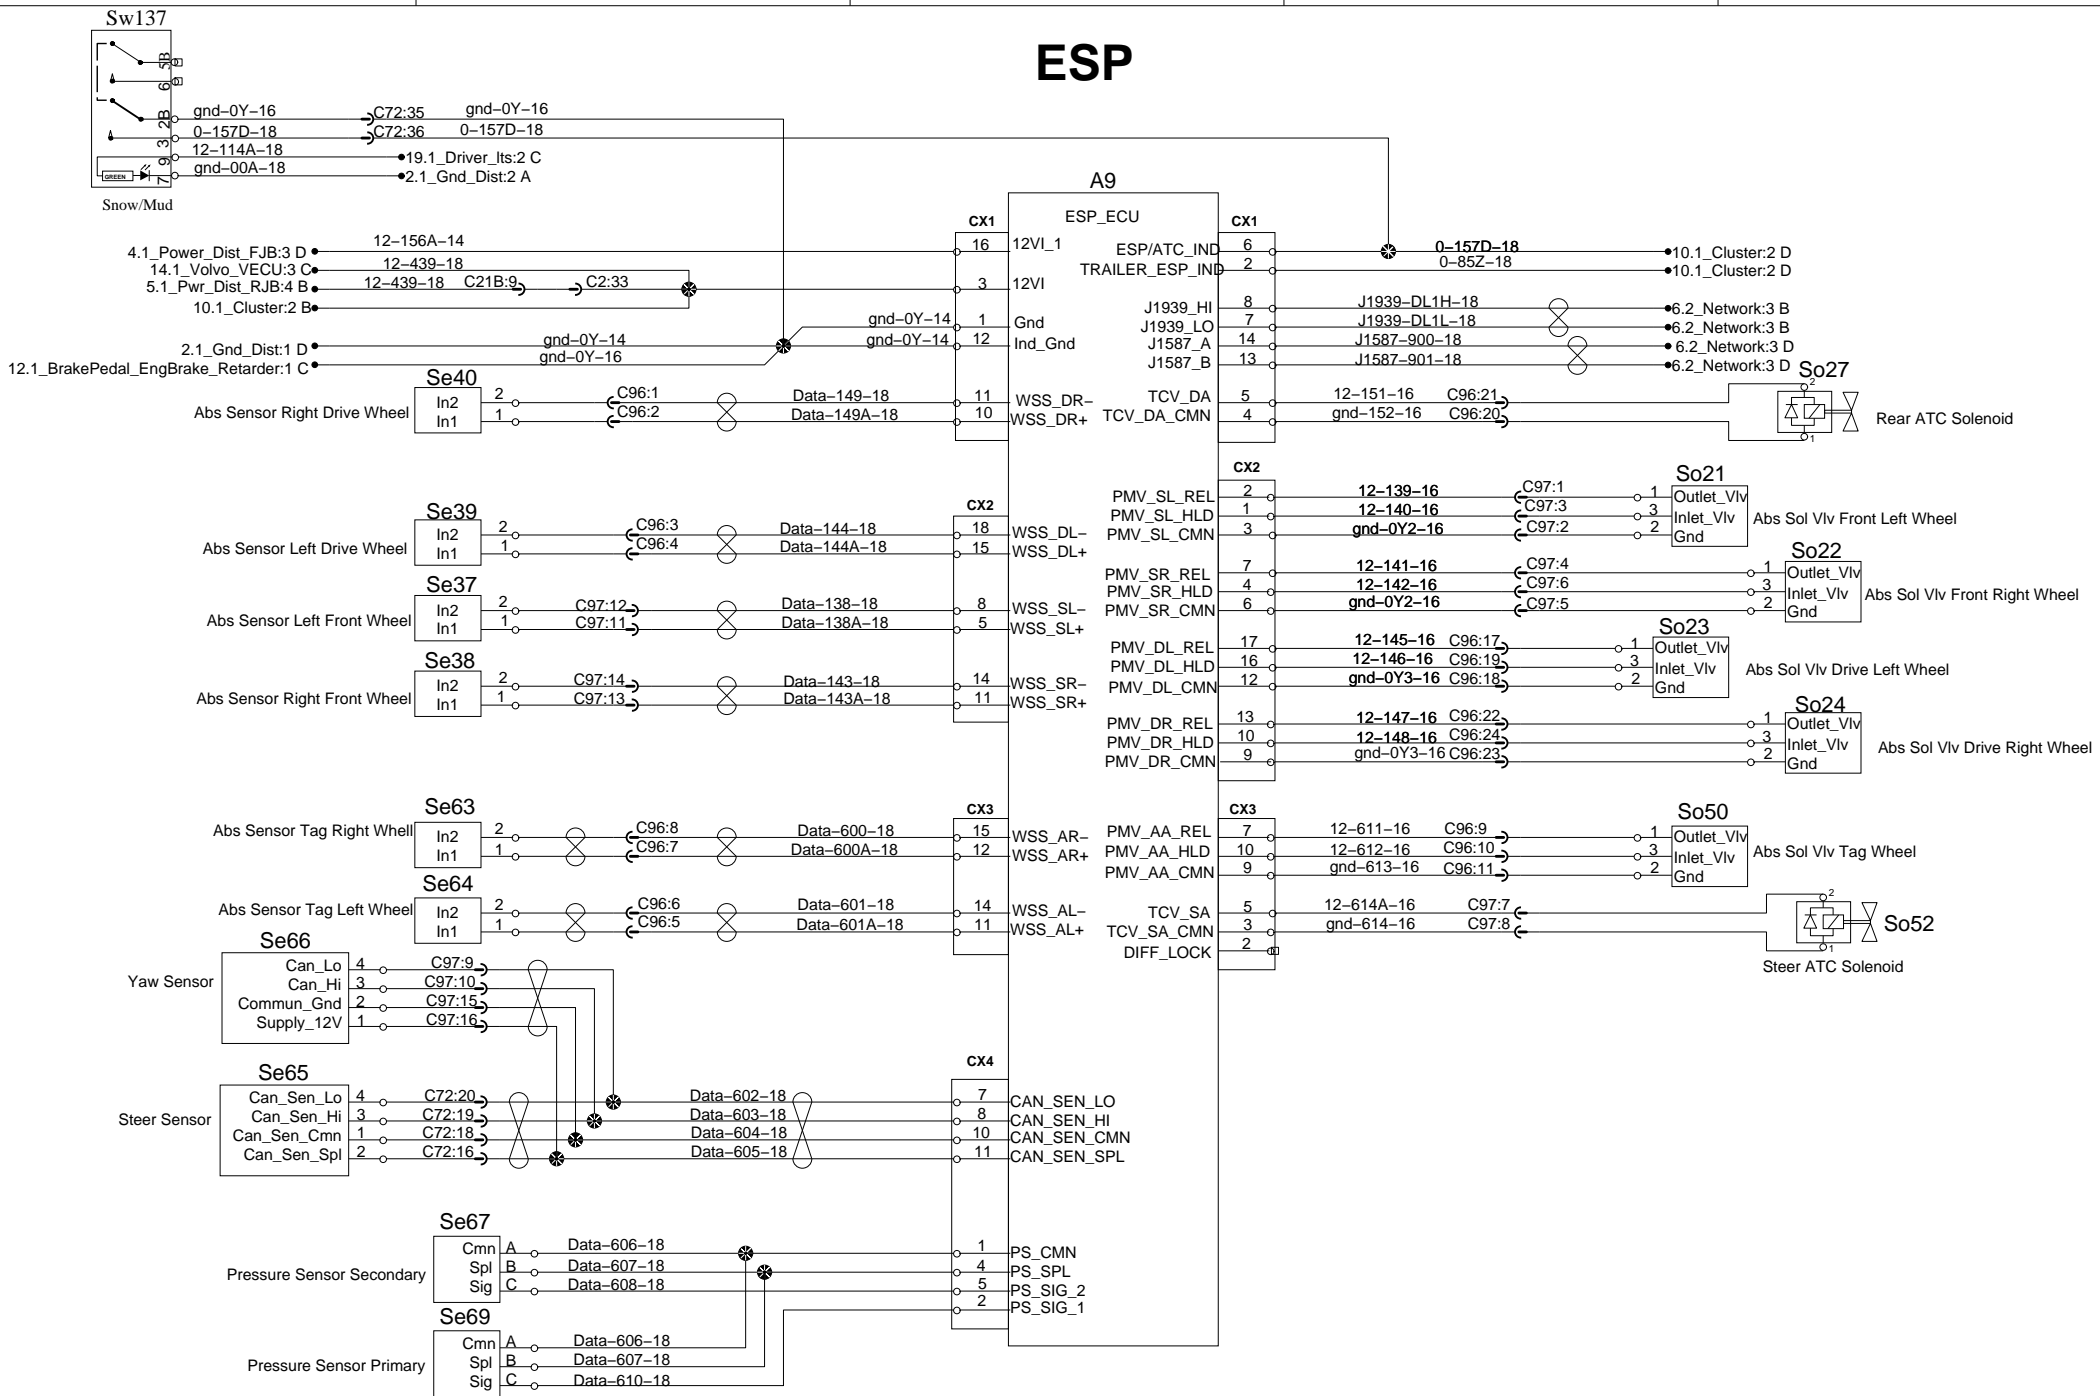 Sw137
ESP
5B
6
2B
3
9
7
GREEN
Snow/Mud
gnd−0Y−16 C72:35 gnd−0Y−16
0−157D−18 C72:36 0−157D−18
12−114A−18 19.1_Driver_lts:2 C
gnd−00A−18 2.1_Gnd_Dist:2 A
A9
ESP_ECU
CX1
4.1_Power_Dist_FJB:3 D 12−156A−14 16 12VI_1
14.1_Volvo_VECU:3 C 12−439−18
5.1_Pwr_Dist_RJB:4 B 12−439−18 C21B:9 C2:33 3 12VI
10.1_Cluster:2 B
gnd−0Y−14 1 Gnd
2.1_Gnd_Dist:1 D gnd−0Y−14 gnd−0Y−14 12 Ind_Gnd
12.1_BrakePedal_EngBrake_Retarder:1 C gnd−0Y−16
Se40
Abs Sensor Right Drive Wheel
In2 2 C96:1 Data−149−18 11 WSS_DR−
In1 1 C96:2 Data−149A−18 10 WSS_DR+
CX2
Se39
Abs Sensor Left Drive Wheel
In2 2 C96:3 Data−144−18 18 WSS_DL−
In1 1 C96:4 Data−144A−18 15 WSS_DL+
Se37
Abs Sensor Left Front Wheel
In2 2 C97:12 Data−138−18 8 WSS_SL−
In1 1 C97:11 Data−138A−18 5 WSS_SL+
Se38
Abs Sensor Right Front Wheel
In2 2 C97:14 Data−143−18 14 WSS_SR−
In1 1 C97:13 Data−143A−18 11 WSS_SR+
CX3
Se63
Abs Sensor Tag Right Whell
In2 2 C96:8 Data−600−18 15 WSS_AR−
In1 1 C96:7 Data−600A−18 12 WSS_AR+
Se64
Abs Sensor Tag Left Wheel
In2 2 C96:6 Data−601−18 14 WSS_AL−
In1 1 C96:5 Data−601A−18 11 WSS_AL+
Se66
Yaw Sensor
Can_Lo 4 C97:9
Can_Hi 3 C97:10
Commun_Gnd 2 C97:15
Supply_12V 1 C97:16
CX4
Se65
Steer Sensor
Can_Sen_Lo 4 C72:20 Data−602−18 7 CAN_SEN_LO
Can_Sen_Hi 3 C72:19 Data−603−18 8 CAN_SEN_HI
Can_Sen_Cmn 1 C72:18 Data−604−18 10 CAN_SEN_CMN
Can_Sen_Spl 2 C72:16 Data−605−18 11 CAN_SEN_SPL
Se67
Pressure Sensor Secondary
Cmn A Data−606−18 1 PS_CMN
Spl B Data−607−18 4 PS_SPL
Sig C Data−608−18 5 PS_SIG_2
2 PS_SIG_1
Se69
Pressure Sensor Primary
Cmn A Data−606−18
Spl B Data−607−18
Sig C Data−610−18
CX1
ESP/ATC_IND 6 0−157D−18 10.1_Cluster:2 D
TRAILER_ESP_IND 2 0−85Z−18 10.1_Cluster:2 D
J1939_HI 8 J1939−DL1H−18 6.2_Network:3 B
J1939_LO 7 J1939−DL1L−18 6.2_Network:3 B
J1587_A 14 J1587−900−18 6.2_Network:3 D
J1587_B 13 J1587−901−18 6.2_Network:3 D
So27
TCV_DA 5 12−151−16 C96:21 2
TCV_DA_CMN 4 gnd−152−16 C96:20 1
Rear ATC Solenoid
CX2
So21
PMV_SL_REL 2 12−139−16 C97:1 1 Outlet_Vlv
PMV_SL_HLD 1 12−140−16 C97:3 3 Inlet_Vlv
PMV_SL_CMN 3 gnd−0Y2−16 C97:2 2 Gnd
Abs Sol Vlv Front Left Wheel
So22
PMV_SR_REL 7 12−141−16 C97:4 1 Outlet_Vlv
PMV_SR_HLD 4 12−142−16 C97:6 3 Inlet_Vlv
PMV_SR_CMN 6 gnd−0Y2−16 C97:5 2 Gnd
Abs Sol Vlv Front Right Wheel
So23
PMV_DL_REL 17 12−145−16 C96:17 1 Outlet_Vlv
PMV_DL_HLD 16 12−146−16 C96:19 3 Inlet_Vlv
PMV_DL_CMN 12 gnd−0Y3−16 C96:18 2 Gnd
Abs Sol Vlv Drive Left Wheel
So24
PMV_DR_REL 13 12−147−16 C96:22 1 Outlet_Vlv
PMV_DR_HLD 10 12−148−16 C96:24 3 Inlet_Vlv
PMV_DR_CMN 9 gnd−0Y3−16 C96:23 2 Gnd
Abs Sol Vlv Drive Right Wheel
CX3
So50
PMV_AA_REL 7 12−611−16 C96:9 1 Outlet_Vlv
PMV_AA_HLD 10 12−612−16 C96:10 3 Inlet_Vlv
PMV_AA_CMN 9 gnd−613−16 C96:11 2 Gnd
Abs Sol Vlv Tag Wheel
TCV_SA 5 12−614A−16 C97:7 2
TCV_SA_CMN 3 gnd−614−16 C97:8 1
So52
DIFF_LOCK 2
Steer ATC Solenoid